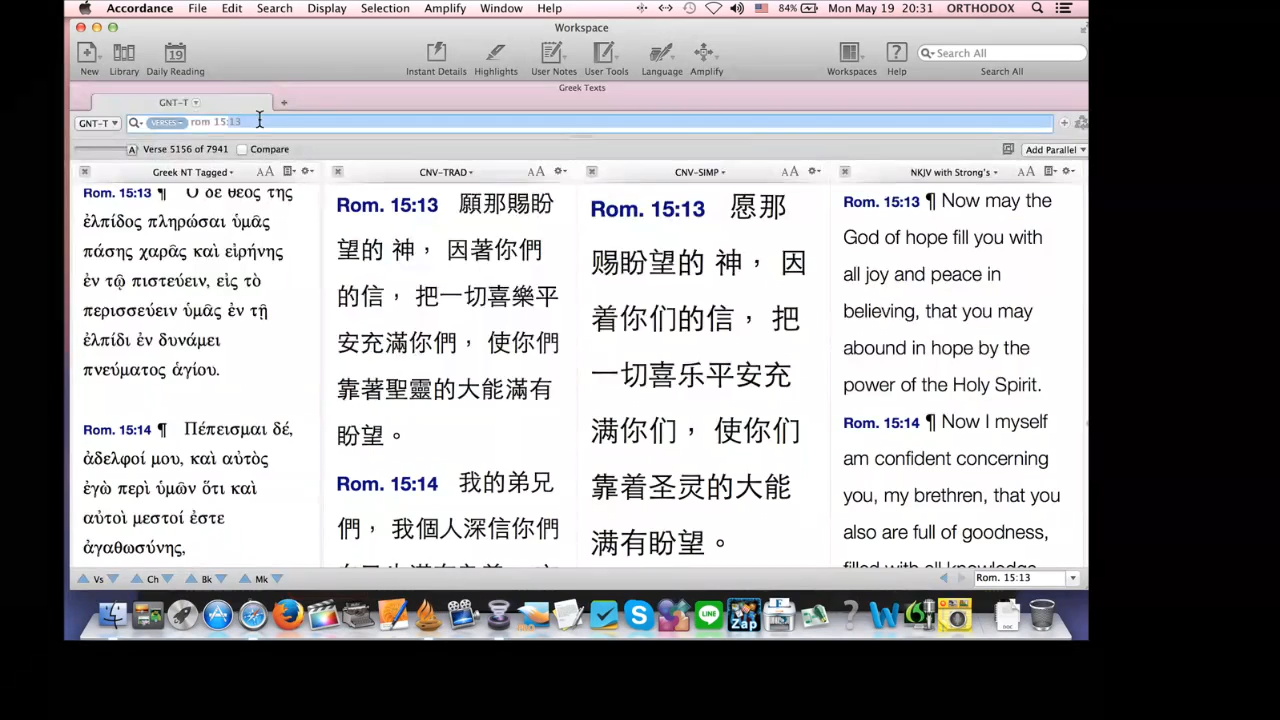 Accordance File Edit Search Display Selection Amplify Window Help 84% Mon May 19 20:31 ORTHODOX
Workspace
New Library Daily Reading Instant Details Highlights User Notes User Tools Language Amplify Workspaces Help Search All
Search All
Greek Texts
GNT-T
GNT-T VERSES rom 15:13
Verse 5156 of 7941 Compare Add Parallel
Greek NT Tagged
Rom. 15:13 ¶ Ὁ δὲ θεὸς τῆς
ἐλπίδος πληρώσαι ὑμᾶς
πάσης χαρᾶς καὶ εἰρήνης
ἐν τῷ πιστεύειν, εἰς τὸ
περισσεύειν ὑμᾶς ἐν τῇ
ἐλπίδι ἐν δυνάμει
πνεύματος ἁγίου.
Rom. 15:14 ¶ Πέπεισμαι δέ,
ἀδελφοί μου, καὶ αὐτὸς
ἐγὼ περὶ ὑμῶν ὅτι καὶ
αὐτοὶ μεστοί ἐστε
ἀγαθωσύνης,
CNV-TRAD
Rom. 15:13 願那賜盼
望的 神， 因著你們
的信， 把一切喜樂平
安充滿你們， 使你們
靠著聖靈的大能滿有
盼望。
Rom. 15:14 我的弟兄
們， 我個人深信你們
CNV-SIMP
Rom. 15:13 愿那
赐盼望的 神， 因
着你们的信， 把
一切喜乐平安充
满你们， 使你们
靠着圣灵的大能
满有盼望。
NKJV with Strong's
Rom. 15:13 ¶ Now may the
God of hope fill you with
all joy and peace in
believing, that you may
abound in hope by the
power of the Holy Spirit.
Rom. 15:14 ¶ Now I myself
am confident concerning
you, my brethren, that you
also are full of goodness,
filled with all knowledge
Vs Ch Bk Mk Rom. 15:13